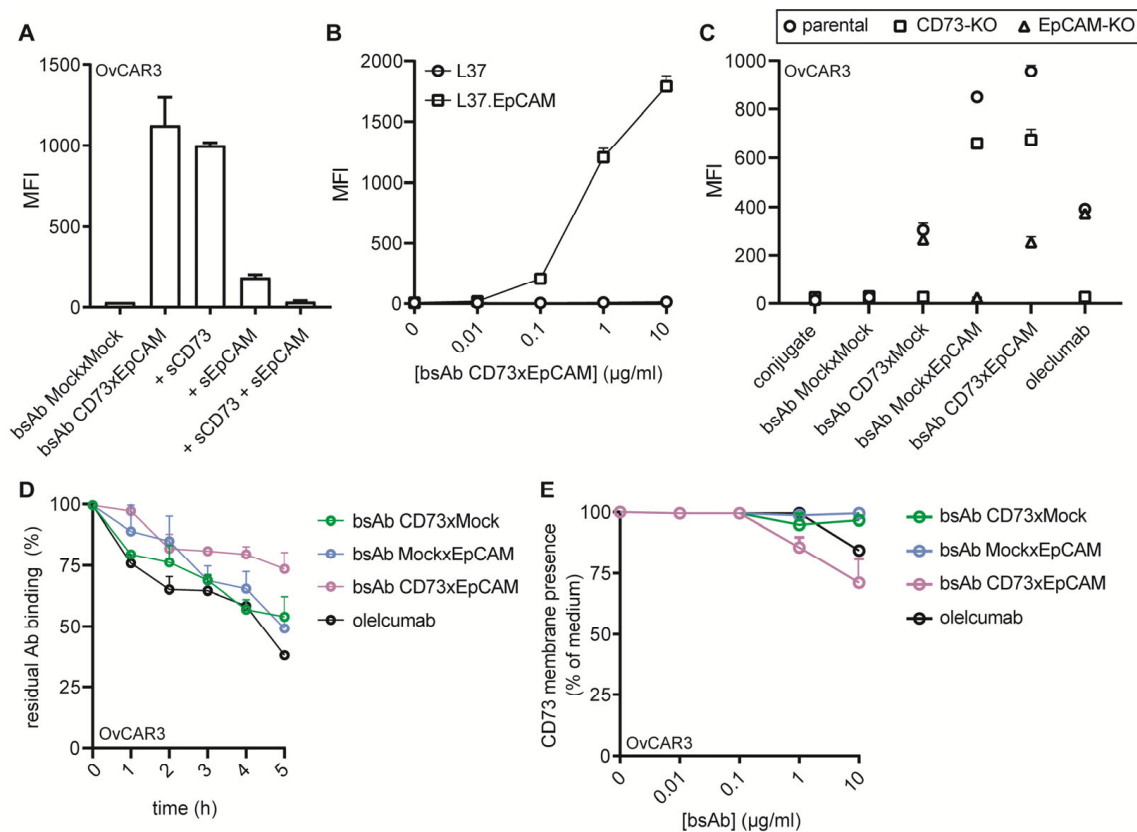 parental CD73-KO EpCAM-KO
A
OvCAR3
1500
1000
500
0
MFI
bsAb MockxMock
bsAb CD73xEpCAM
+ sCD73
+ sEpCAM
+ sCD73 + sEpCAM
B
L37
L37.EpCAM
2000
1500
1000
500
0
MFI
0 0.01 0.1 1 10
[bsAb CD73xEpCAM] (µg/ml)
C
OvCAR3
1000
800
600
400
200
0
MFI
conjugate
bsAb MockxMock
bsAb CD73xMock
bsAb MockxEpCAM
bsAb CD73xEpCAM
oleclumab
D
100
75
50
25
0
residual Ab binding (%)
OvCAR3
0 1 2 3 4 5
time (h)
bsAb CD73xMock
bsAb MockxEpCAM
bsAb CD73xEpCAM
olelcumab
E
100
75
50
25
0
CD73 membrane presence
(% of medium)
OvCAR3
0 0.01 0.1 1 10
[bsAb] (µg/ml)
bsAb CD73xMock
bsAb MockxEpCAM
bsAb CD73xEpCAM
olelcumab